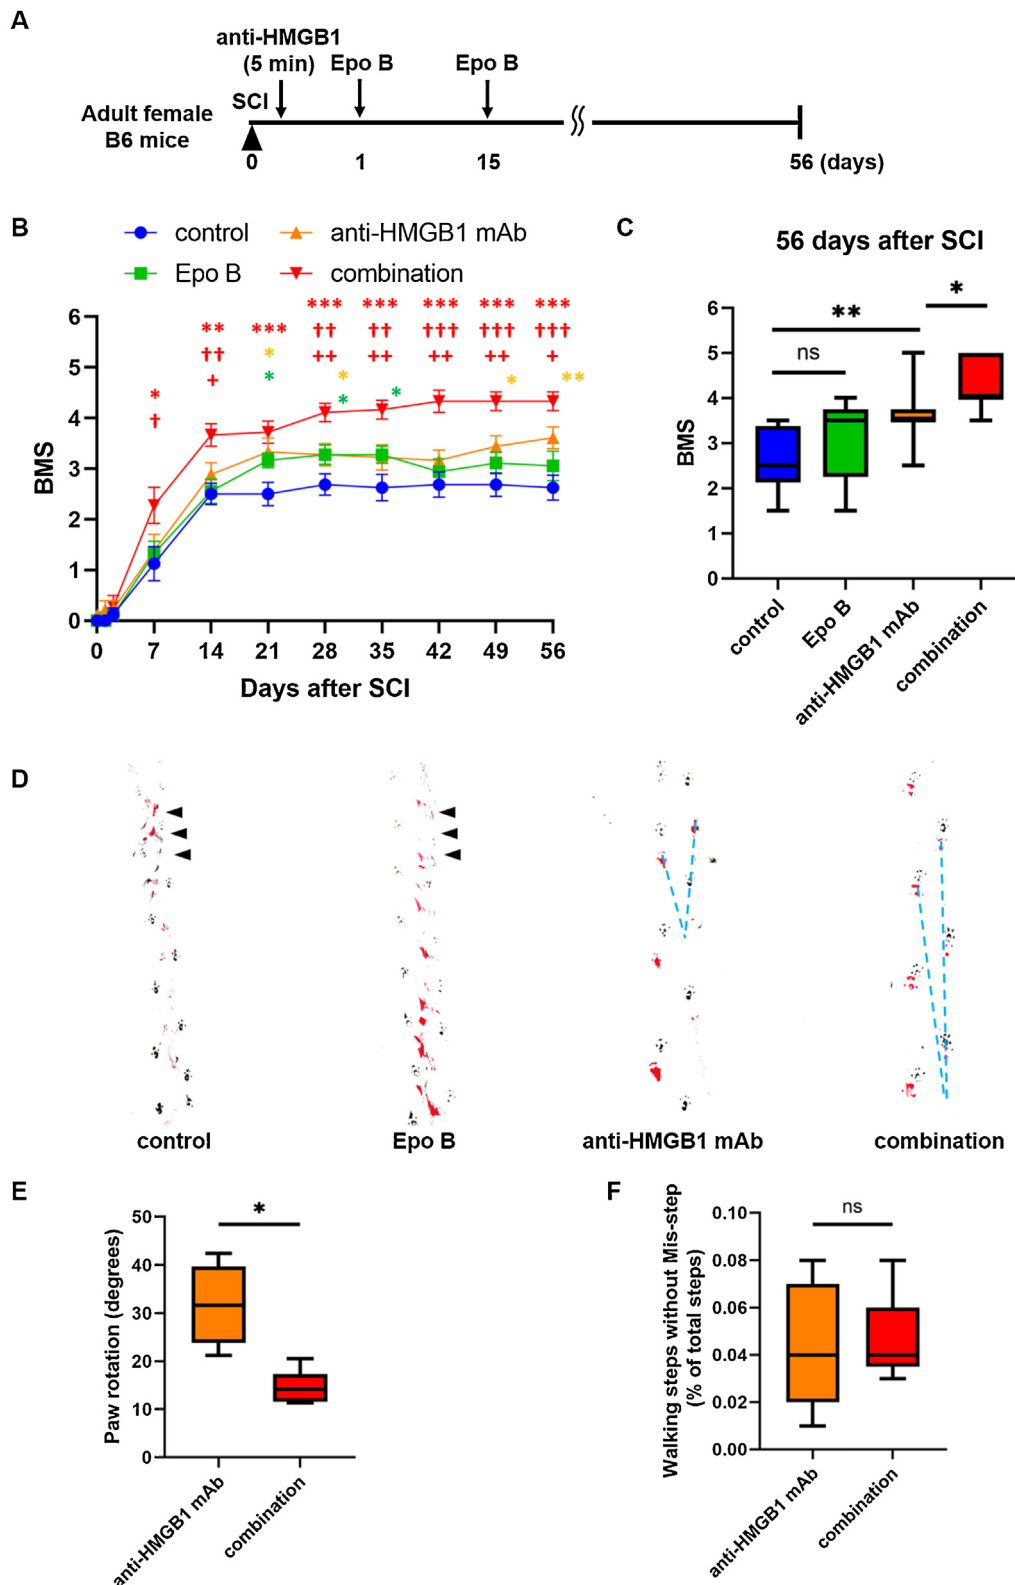 A
anti-HMGB1
(5 min)
Epo B
Epo B
SCI
Adult female
B6 mice
0
1
15
56 (days)
B
control
anti-HMGB1 mAb
Epo B
combination
*** *** *** *** ***
** ***
†† †† ††† ††† †††
††
++ ++ ++ ++ +
+
*
†
*
*
*
*
*
*
**
BMS
6
5
4
3
2
1
0
0 7 14 21 28 35 42 49 56
Days after SCI
C
56 days after SCI
*
**
ns
BMS
6
5
4
3
2
1
0
control
Epo B
anti-HMGB1 mAb
combination
D
control
Epo B
anti-HMGB1 mAb
combination
E
*
Paw rotation (degrees)
50
40
30
20
10
0
anti-HMGB1 mAb
combination
F
ns
Walking steps without Mis-step
(% of total steps)
0.10
0.08
0.06
0.04
0.02
0.00
anti-HMGB1 mAb
combination